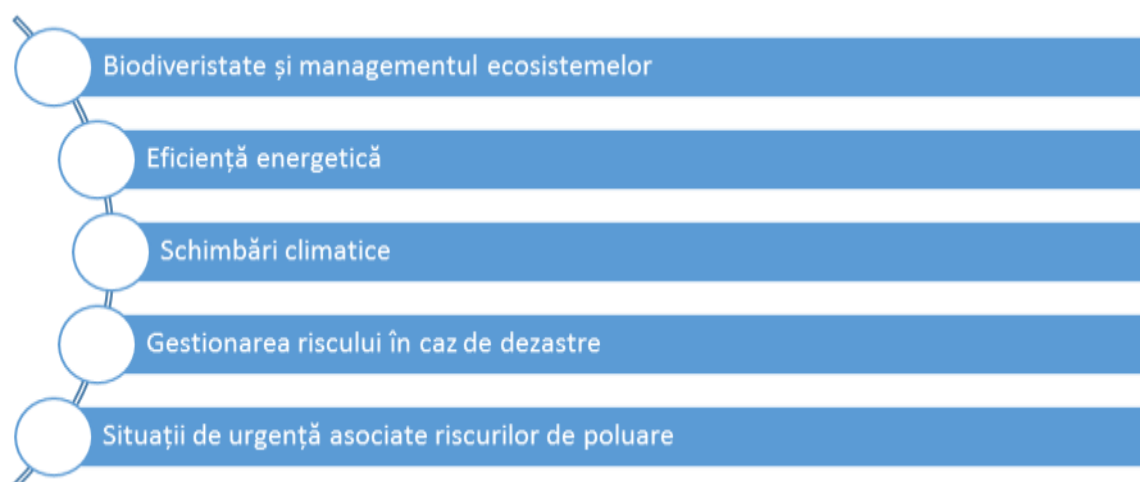 Biodiveristate și managementul ecosistemelor
Eficiență energetică
Schimbări climatice
Gestionarea riscului în caz de dezastre
Situații de urgență asociate riscurilor de poluare